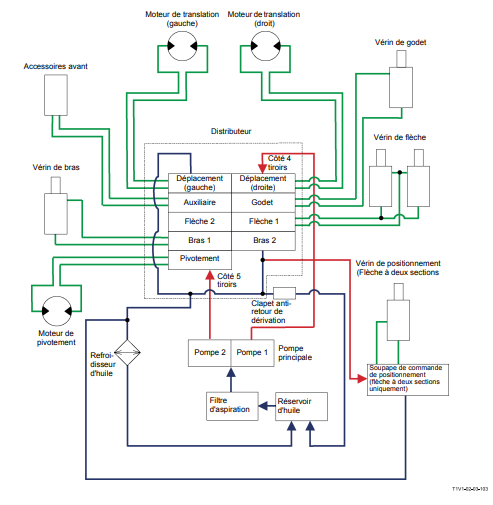 Moteur de translation
(gauche)
Moteur de translation
(droit)
Vérin de godet
Accessoires avant
Distributeur
Vérin de flèche
Côté 4
tiroirs
Vérin de bras
Déplacement
(gauche)
Déplacement
(droite)
Auxiliaire
Godet
Flèche 2
Flèche 1
Bras 1
Bras 2
Pivotement
Vérin de positionnement
(Flèche à deux sections
Côté 5
tiroirs
Clapet anti-
retour de
dérivation
Moteur de
pivotement
Refroi-
disseur
d'huile
Pompe 2
Pompe 1
Pompe
principale
Soupape de commande
de positionnement
(flèche à deux sections
uniquement)
Filtre
d'aspiration
Réservoir
d'huile
T1V1-02-03-103